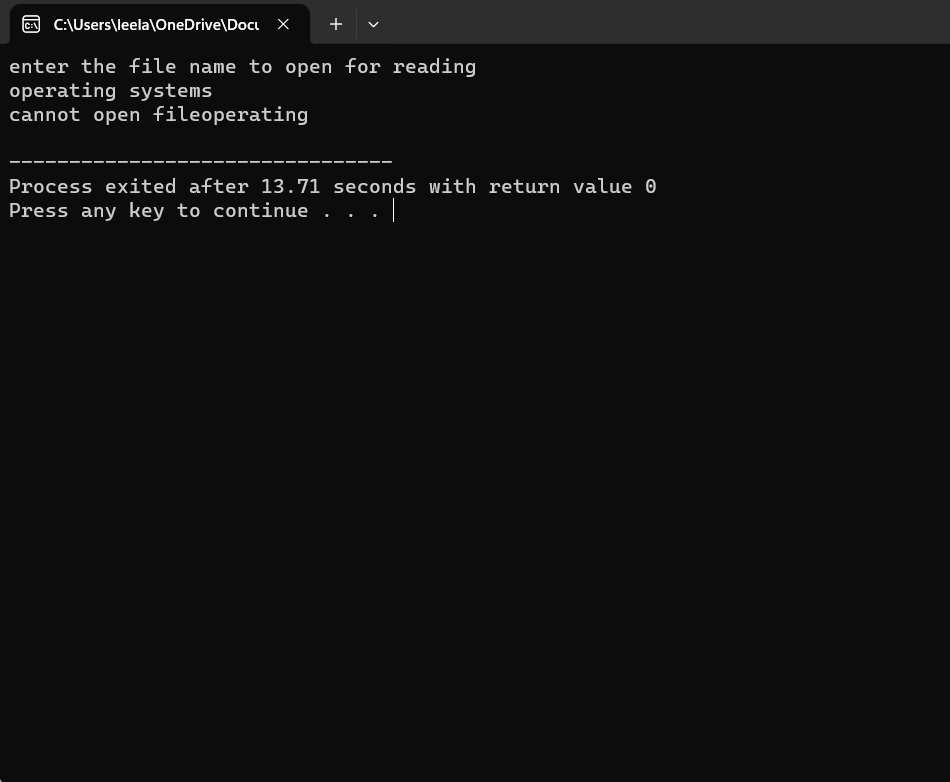 C:\Users\leela\OneDrive\Docu
enter the file name to open for reading
operating systems
cannot open fileoperating
--------------------------------
Process exited after 13.71 seconds with return value 0
Press any key to continue . . .